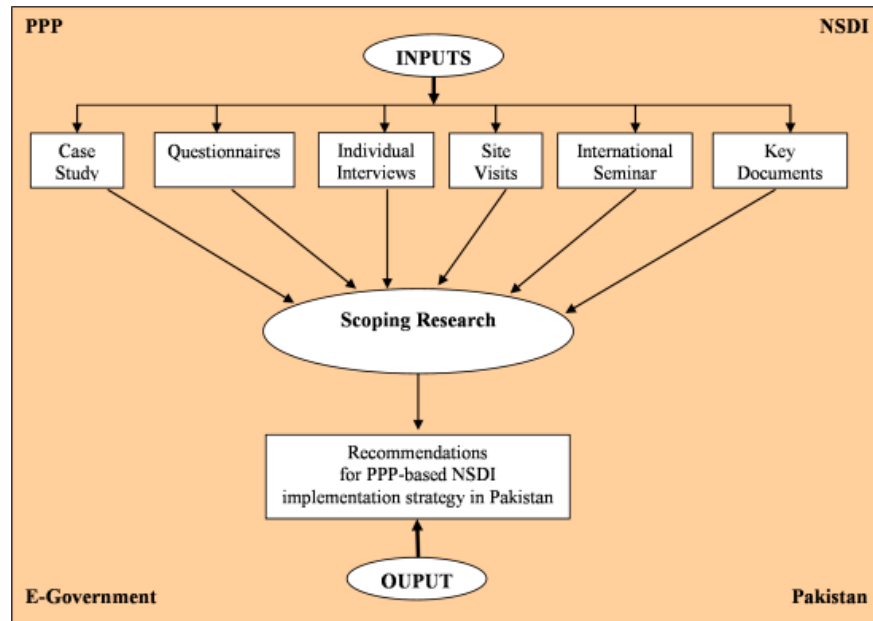 PPP
NSDI
INPUTS
Case
Study
Questionnaires
Individual
Interviews
Site
Visits
International
Seminar
Key
Documents
Scoping Research
Recommendations
for PPP-based NSDI
implementation strategy in Pakistan
OUPUT
E-Government
Pakistan